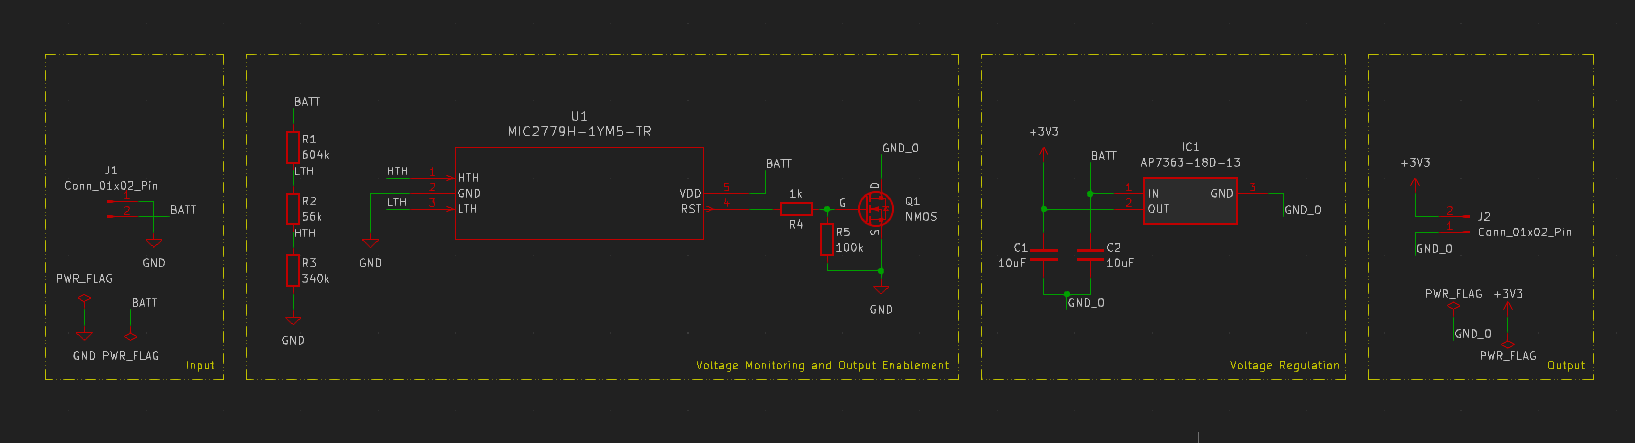 J1
Conn_01x02_Pin
1
2
BATT
GND
PWR_FLAG
BATT
GND PWR_FLAG
Input
BATT
R1
604k
LTH
R2
56k
HTH
R3
340k
GND
U1
MIC2779H-1YM5-TR
HTH
1
HTH
2
GND
LTH
3
LTH
GND
VDD
5
RST
4
BATT
1k
R4
G
R5
100k
GND_O
D
S
Q1
NMOS
GND
Voltage Monitoring and Output Enablement
+3V3
BATT
IC1
AP7363-18D-13
1
IN
GND
3
2
OUT
GND_O
C1
10uF
C2
10uF
GND_O
Voltage Regulation
+3V3
2
J2
1
Conn_01x02_Pin
GND_O
PWR_FLAG
+3V3
GND_O
PWR_FLAG
Output